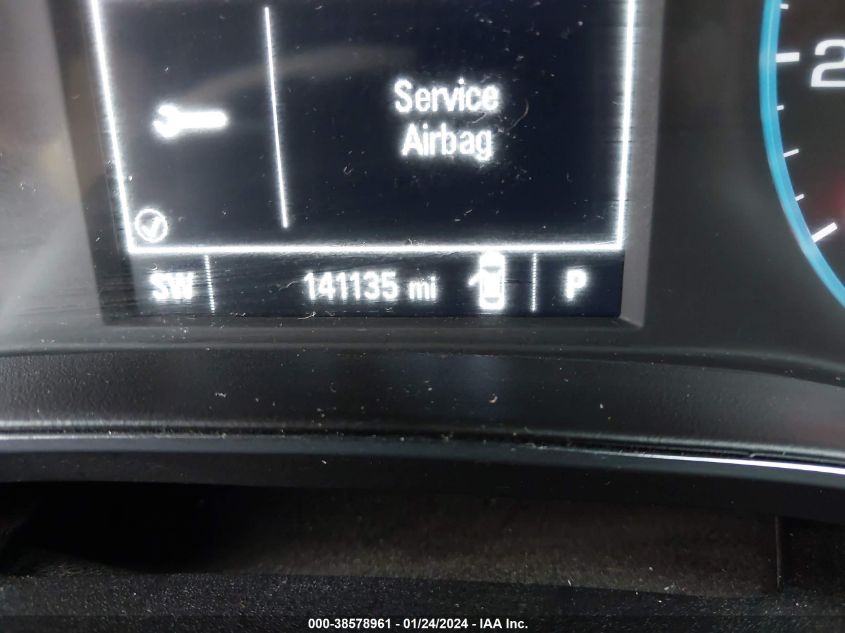 Service
Airbag
2
SW 141135 mi P
000-38578961 - 01/24/2024 - IAA Inc.